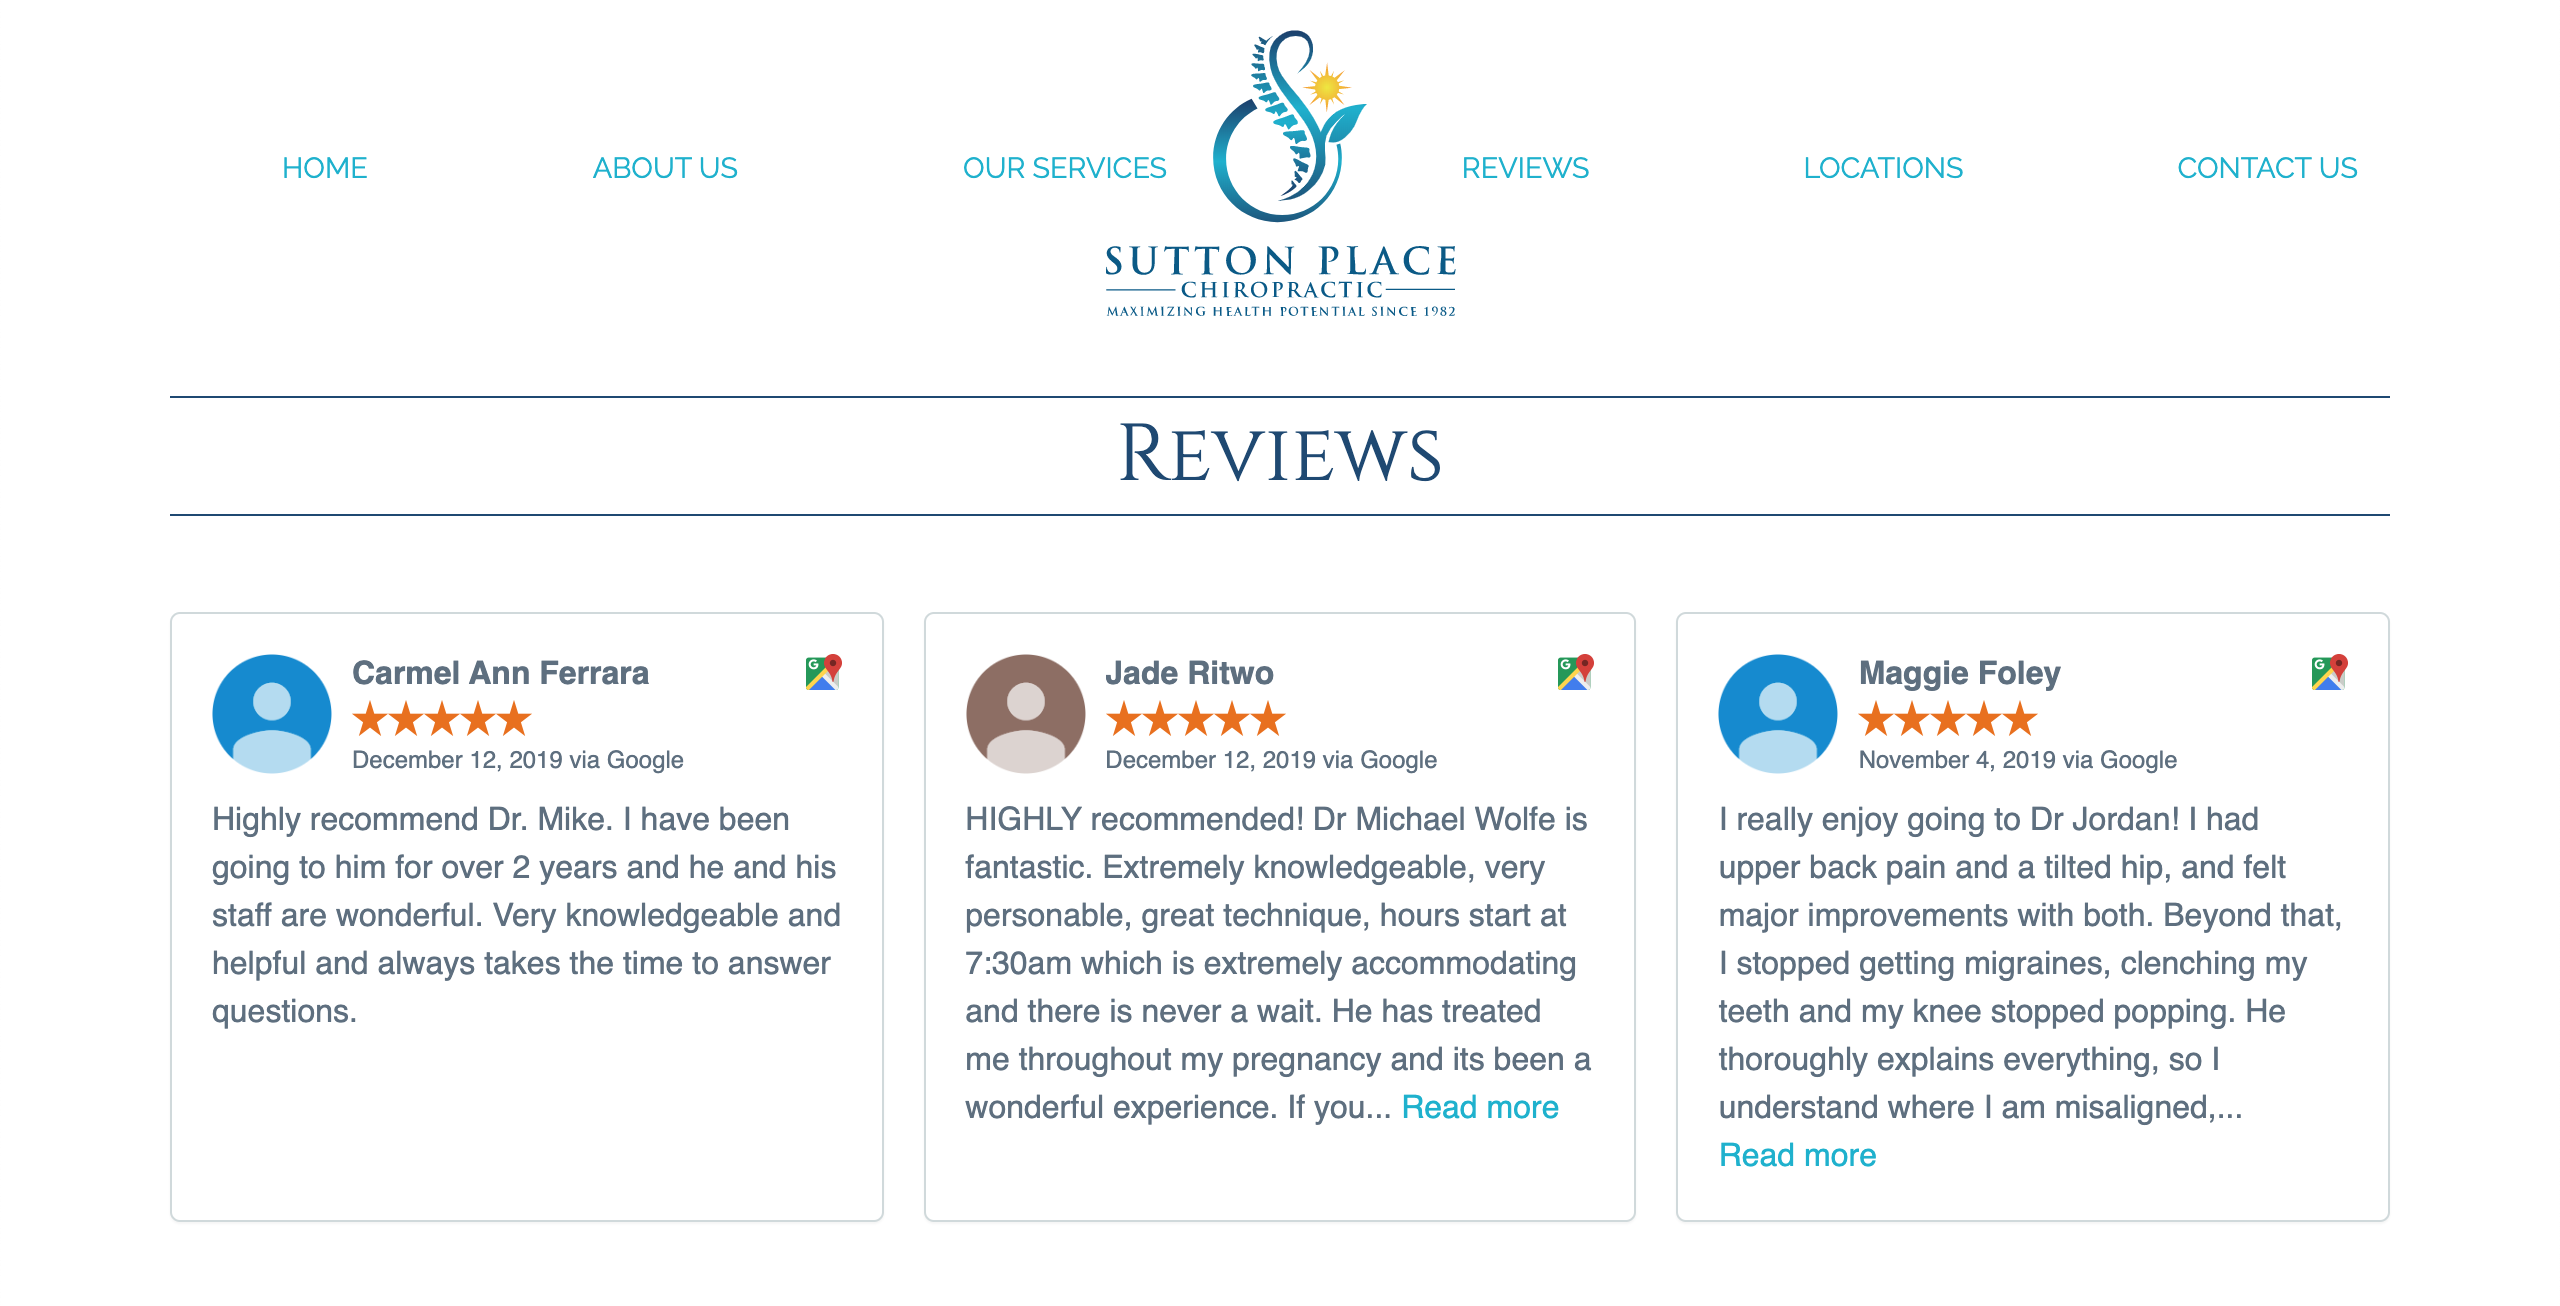 HOME
ABOUT US
OUR SERVICES
REVIEWS
LOCATIONS
CONTACT US
SUTTON PLACE
CHIROPRACTIC
MAXIMIZING HEALTH POTENTIAL SINCE 1982
REVIEWS
Carmel Ann Ferrara
December 12, 2019 via Google
Highly recommend Dr. Mike. I have been
going to him for over 2 years and he and his
staff are wonderful. Very knowledgeable and
helpful and always takes the time to answer
questions.
Jade Ritwo
December 12, 2019 via Google
HIGHLY recommended! Dr Michael Wolfe is
fantastic. Extremely knowledgeable, very
personable, great technique, hours start at
7:30am which is extremely accommodating
and there is never a wait. He has treated
me throughout my pregnancy and its been a
wonderful experience. If you... Read more
Maggie Foley
November 4, 2019 via Google
I really enjoy going to Dr Jordan! I had
upper back pain and a tilted hip, and felt
major improvements with both. Beyond that,
I stopped getting migraines, clenching my
teeth and my knee stopped popping. He
thoroughly explains everything, so I
understand where I am misaligned,...
Read more